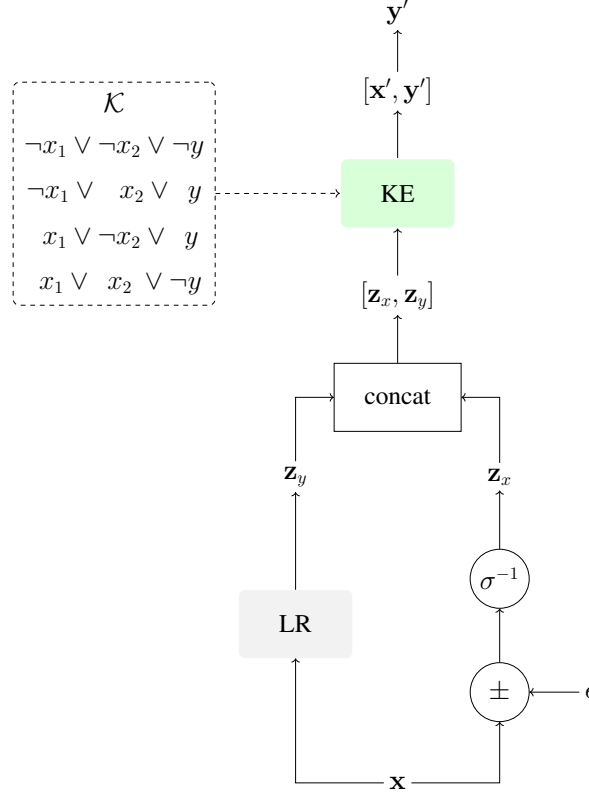 y′
[x′, y′]
𝒦
¬x₁ ∨ ¬x₂ ∨ ¬y
¬x₁ ∨ x₂ ∨ y
x₁ ∨ ¬x₂ ∨ y
x₁ ∨ x₂ ∨ ¬y
KE
[z_x, z_y]
concat
z_y
z_x
σ⁻¹
LR
±
x